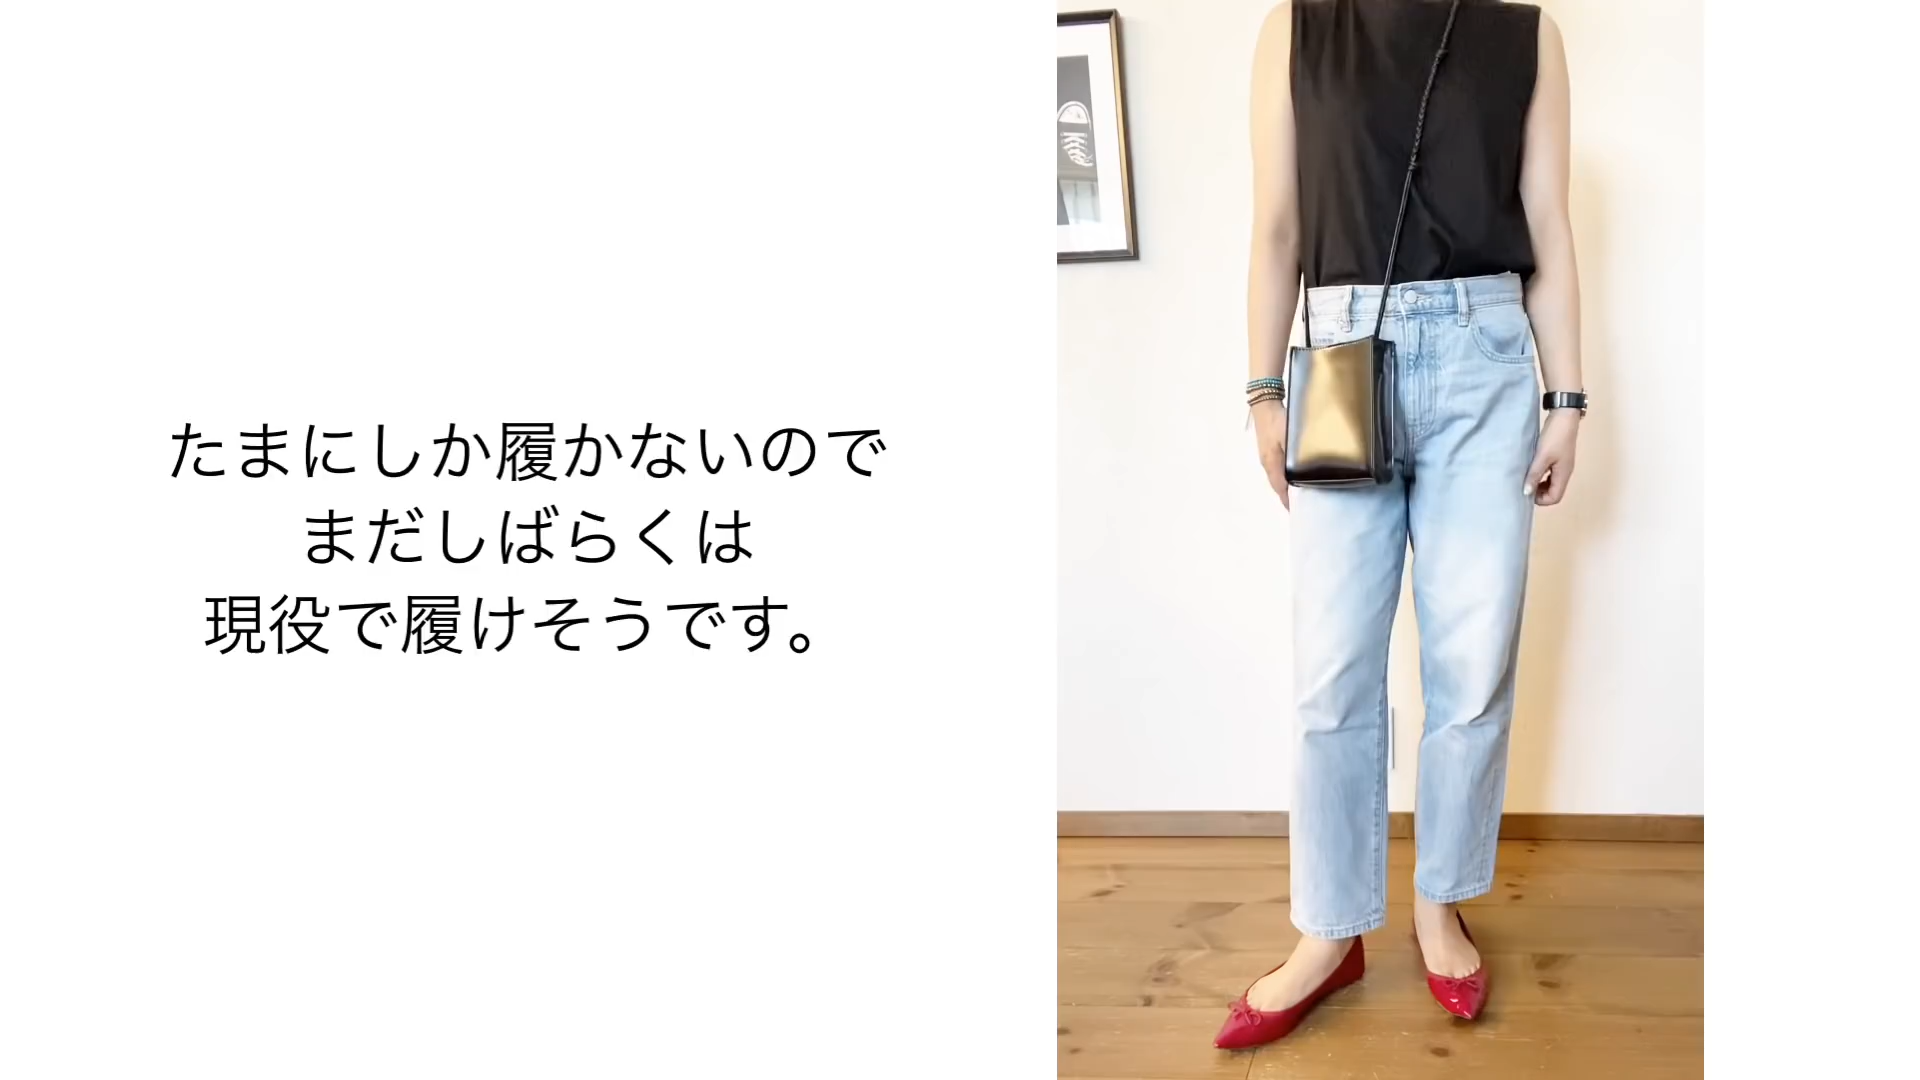 たまにしか履かないので
まだしばらくは
現役で履けそうです。